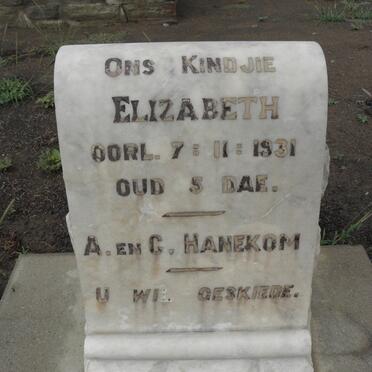 ONS KINDJIE
ELIZABETH
OORL. 7:11:1931
OUD 5 DAE.
A. EN C. HANEKOM
U WIL GESKIEDE.